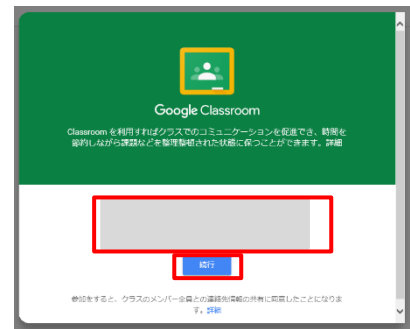 Google Classroom
Classroom を利用すればクラスでのコミュニケーションを促進でき、時間を
節約しながら課題などを整理整頓された状態に保つことができます。詳細
続行
参加をすると、クラスのメンバー全員との連絡先情報の共有に同意したことになりま
す。詳細